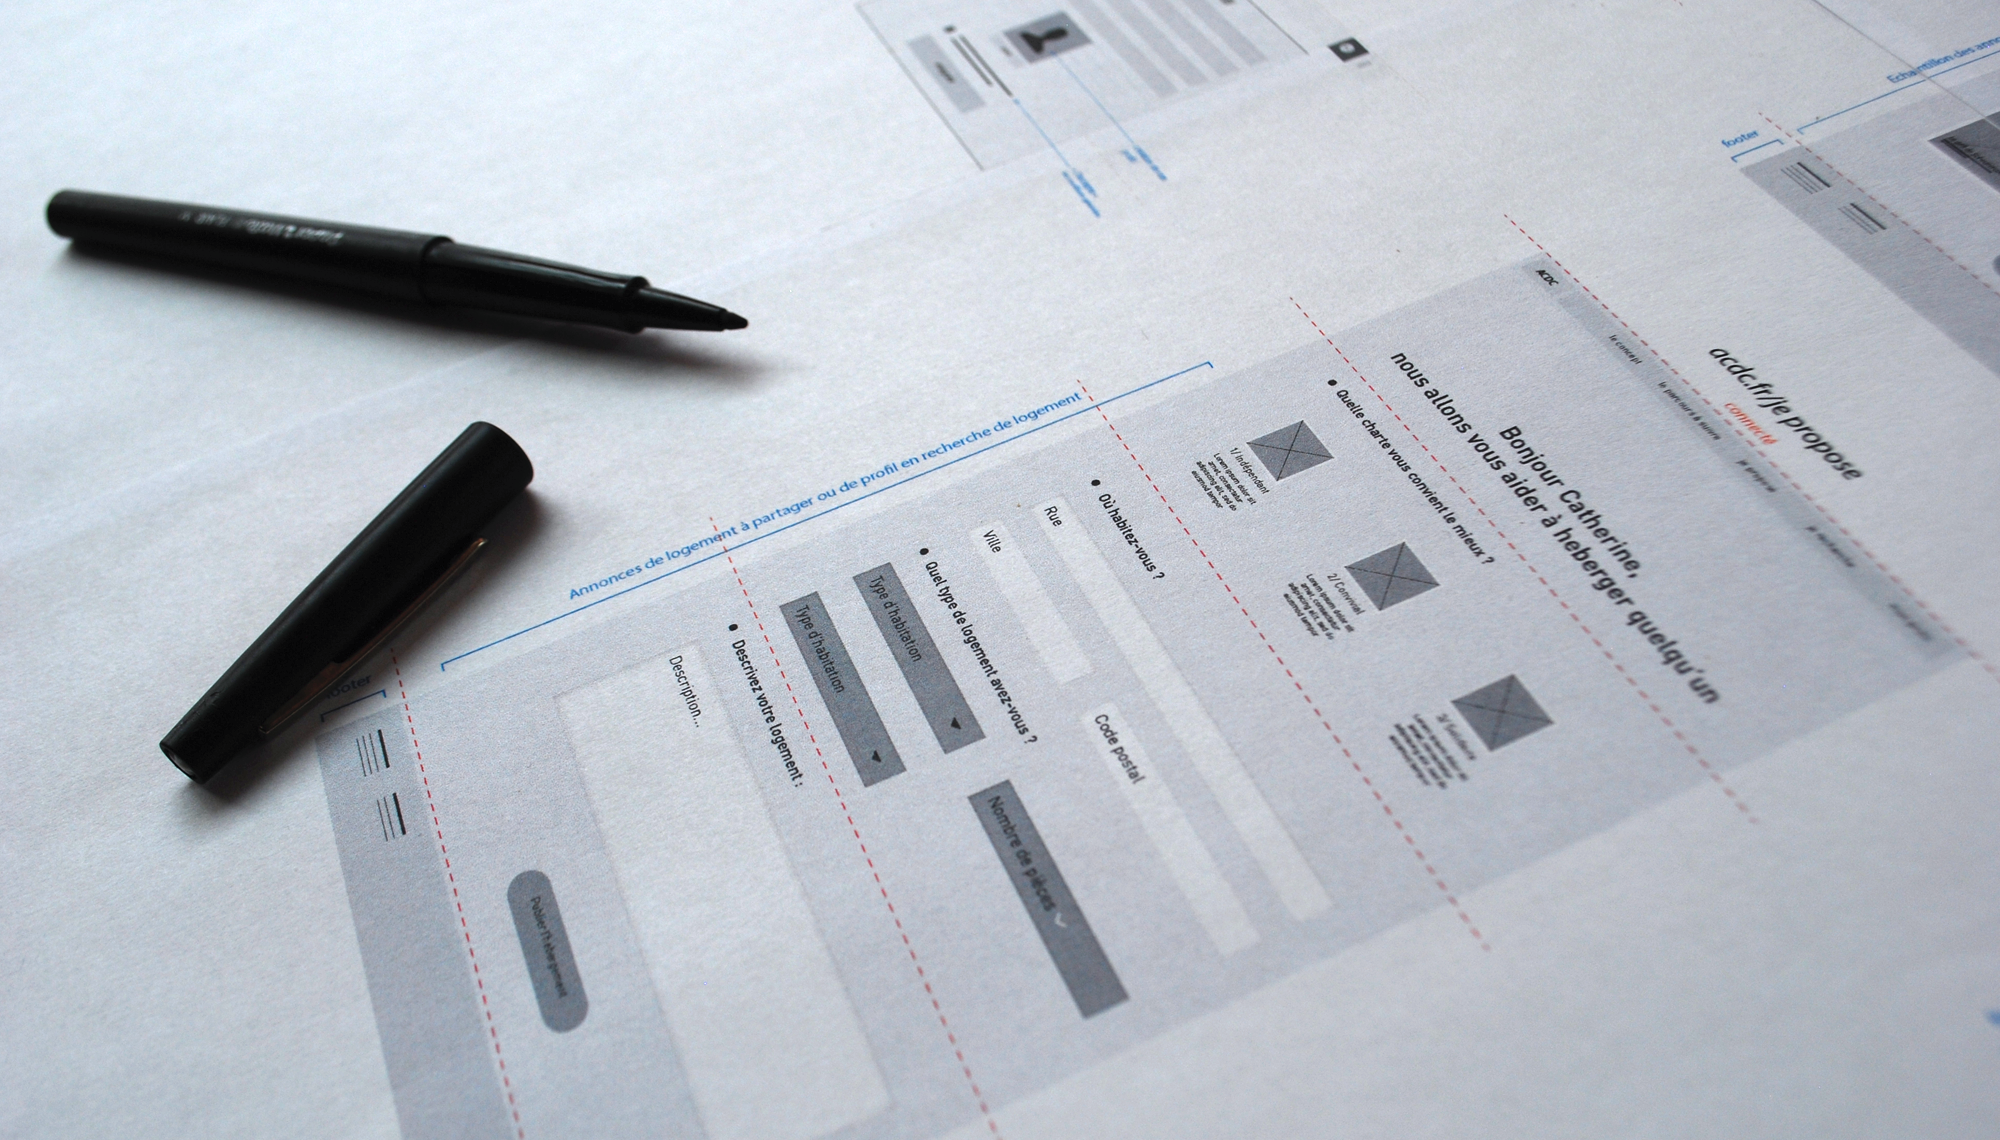 acdc.fr/je propose
connecté
ACDC
le concept
le parcours à suivre
je propose
je recherche
Bonjour Catherine,
nous allons vous aider à heberger quelqu'un
• Quelle charte vous convient le mieux ?
1/ Indépendant
Lorem ipsum dolor sit
amet, consectetur
adipiscing elit, sed do
eiusmod tempor
2/ Convivial
Lorem ipsum dolor sit
amet, consectetur
adipiscing elit, sed do
eiusmod tempor
3/ Solidaire
Lorem ipsum dolor sit
amet, consectetur
adipiscing elit, sed do
eiusmod tempor
• Où habitez-vous ?
Rue
Ville
Code postal
• Quel type de logement avez-vous ?
Type d'habitation
Nombre de pièces
Type d'habitation
• Descrivez votre logement :
Description...
Publier l'hébergement
Annonces de logement à partager ou de profil en recherche de logement
footer
footer
Echantillon des anno